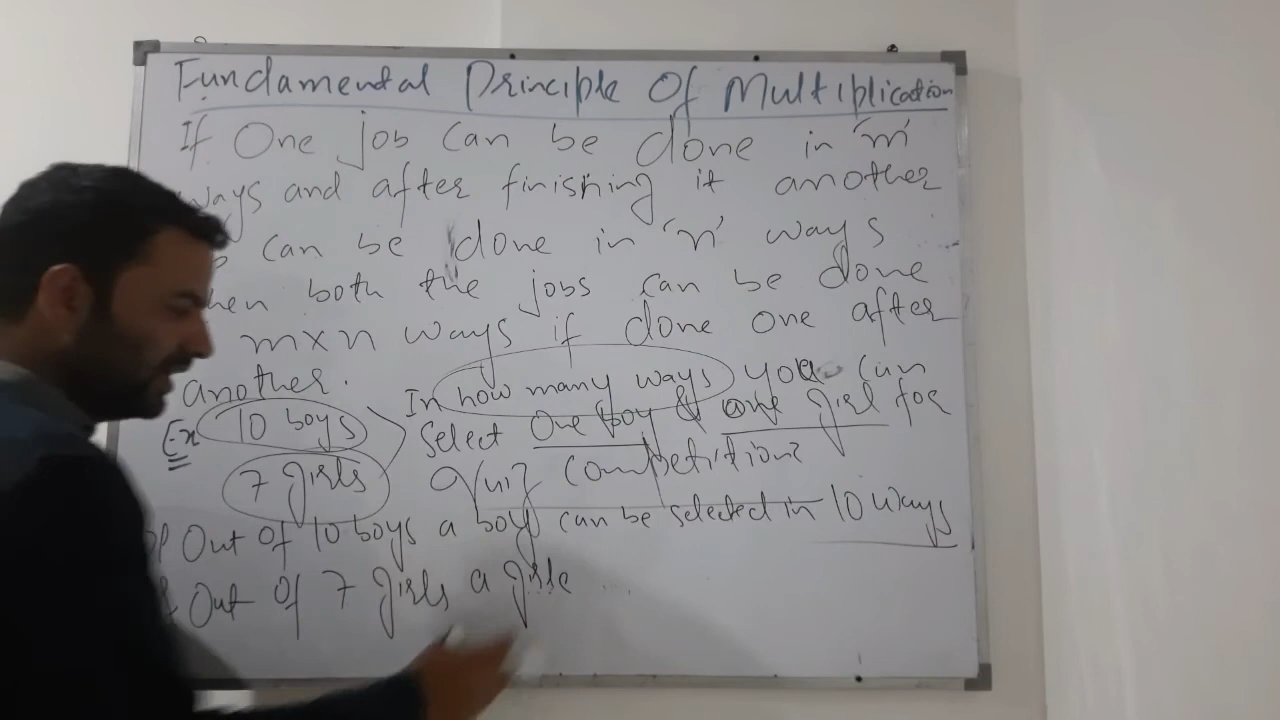 Fundamental Principle Of Multiplication
If One job can be done in 'm'
ways and after finishing it another
can be done in 'n' ways
then both the jobs can be done
m×n ways if done one after
another.
Ex 10 boys
7 girls
In how many ways you can
Select One boy & one girl for
quiz competition?
Out of 10 boys a boy can be selected in 10 ways
& Out of 7 girls a girl